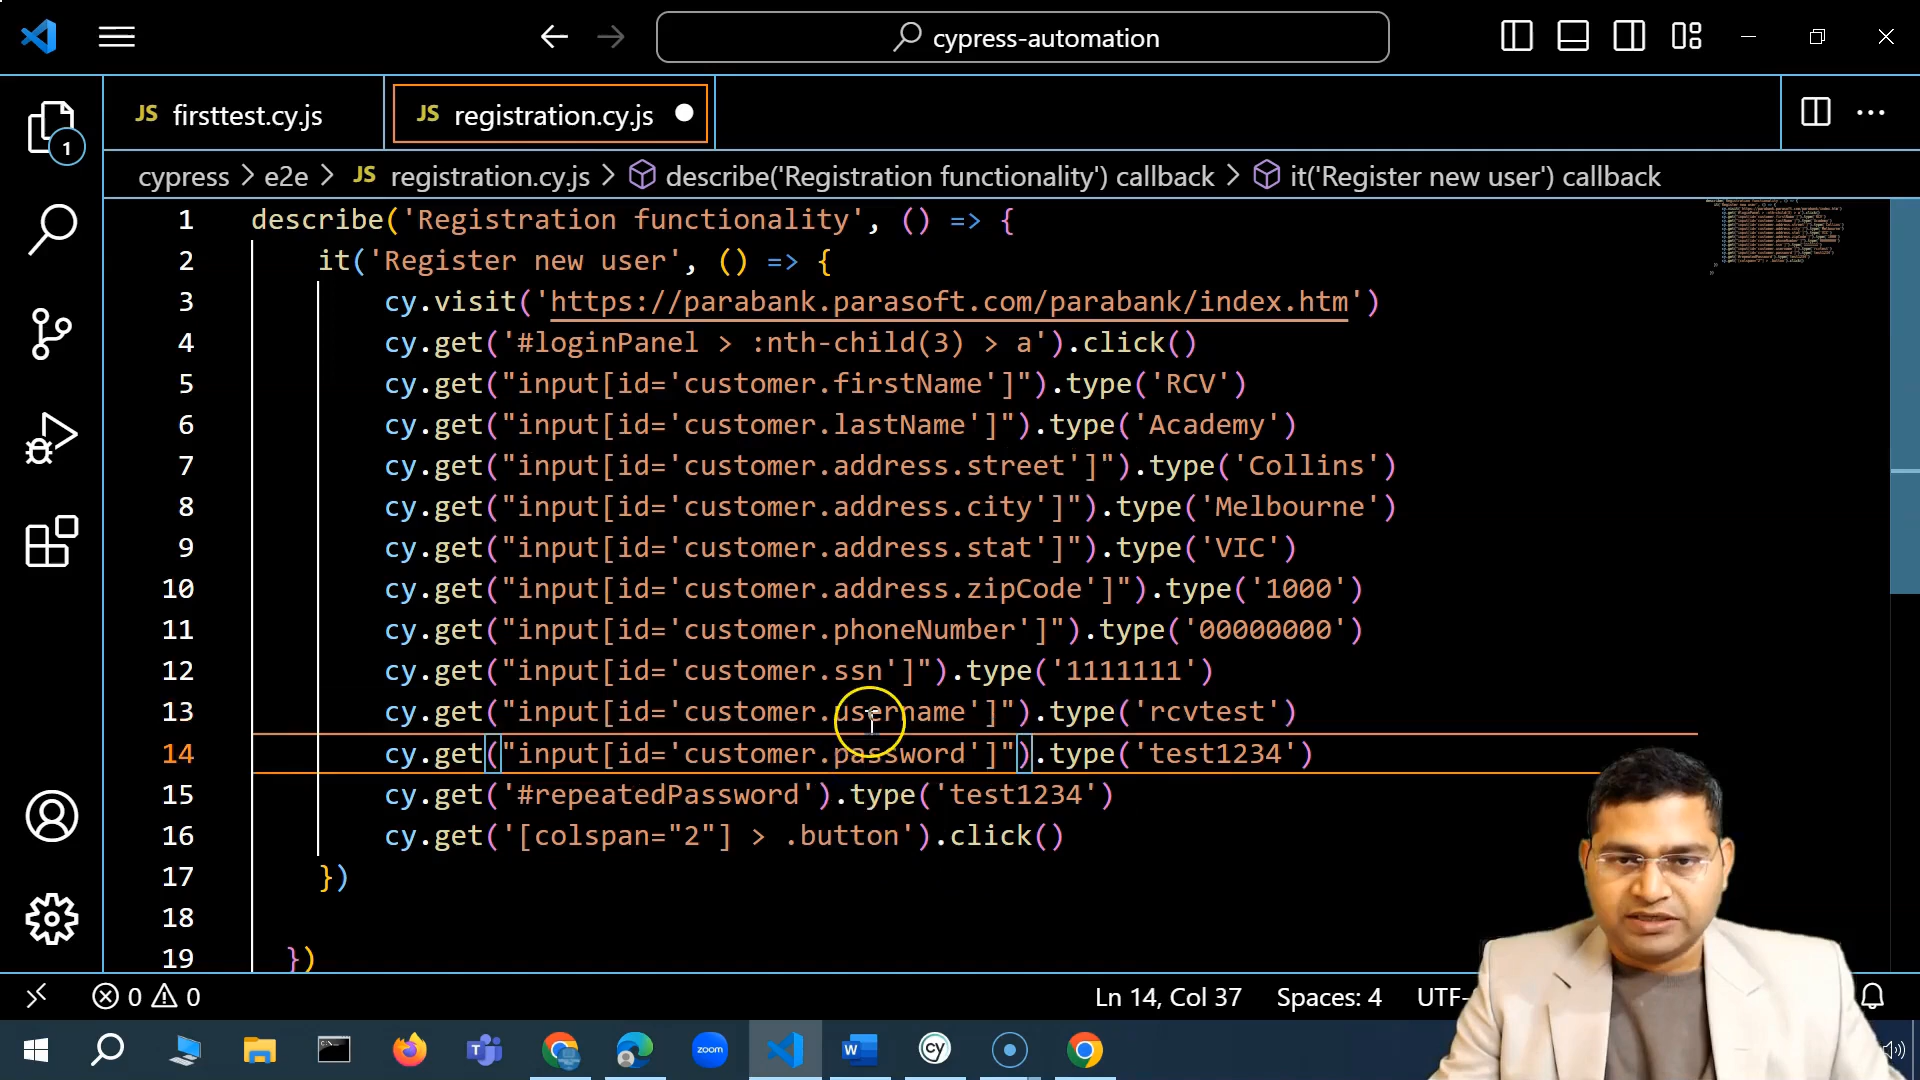 cypress-automation
JS firsttest.cy.js
JS registration.cy.js
1
cypress > e2e > JS registration.cy.js > describe('Registration functionality') callback > it('Register new user') callback
1 describe('Registration functionality', () => {
2 it('Register new user', () => {
3 cy.visit('https://parabank.parasoft.com/parabank/index.htm')
4 cy.get('#loginPanel > :nth-child(3) > a').click()
5 cy.get("input[id='customer.firstName']").type('RCV')
6 cy.get("input[id='customer.lastName']").type('Academy')
7 cy.get("input[id='customer.address.street']").type('Collins')
8 cy.get("input[id='customer.address.city']").type('Melbourne')
9 cy.get("input[id='customer.address.stat']").type('VIC')
10 cy.get("input[id='customer.address.zipCode']").type('1000')
11 cy.get("input[id='customer.phoneNumber']").type('00000000')
12 cy.get("input[id='customer.ssn']").type('1111111')
13 cy.get("input[id='customer.username']").type('rcvtest')
14 cy.get("input[id='customer.password']").type('test1234')
15 cy.get('#repeatedPassword').type('test1234')
16 cy.get('[colspan="2"] > .button').click()
17 })
18
19 })
0 0
Ln 14, Col 37 Spaces: 4 UTF-
zoom
W
cy